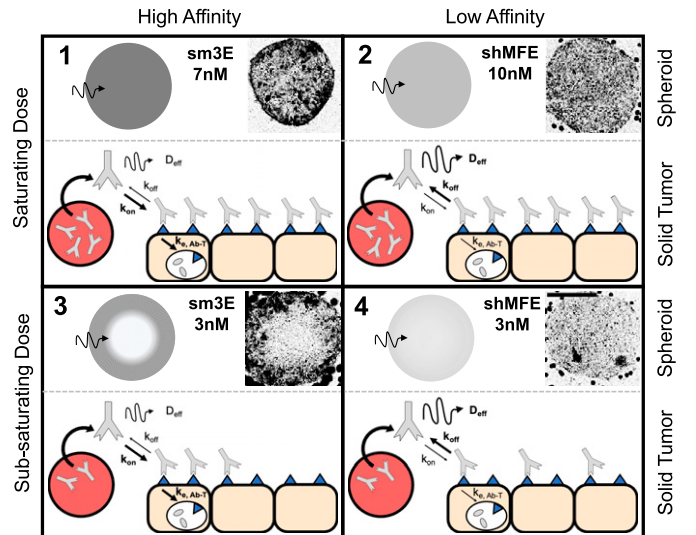 High Affinity
Low Affinity
Saturating Dose
Sub-saturating Dose
Spheroid
Solid Tumor
Spheroid
Solid Tumor
1
sm3E
7nM
Deff
koff
kon
ke, Ab-T
2
shMFE
10nM
Deff
koff
kon
ke, Ab-T
3
sm3E
3nM
Deff
koff
kon
ke, Ab-T
4
shMFE
3nM
Deff
koff
kon
ke, Ab-T